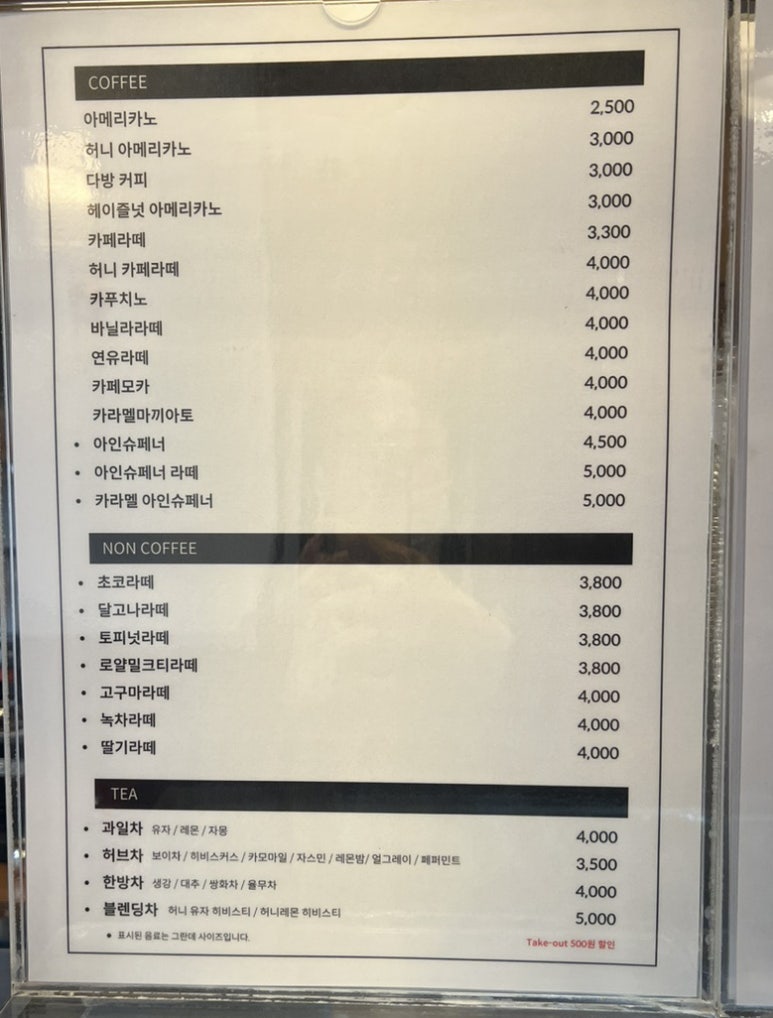 COFFEE
아메리카노 2,500
허니 아메리카노 3,000
다방 커피 3,000
헤이즐넛 아메리카노 3,000
카페라떼 3,300
허니 카페라떼 4,000
카푸치노 4,000
바닐라라떼 4,000
연유라떼 4,000
카페모카 4,000
카라멜마끼아토 4,000
• 아인슈페너 4,500
• 아인슈페너 라떼 5,000
• 카라멜 아인슈페너 5,000
NON COFFEE
• 초코라떼 3,800
• 달고나라떼 3,800
• 토피넛라떼 3,800
• 로얄밀크티라떼 3,800
• 고구마라떼 4,000
• 녹차라떼 4,000
• 딸기라떼 4,000
TEA
• 과일차 유자 / 레몬 / 자몽 4,000
• 허브차 보이차 / 히비스커스 / 카모마일 / 자스민 / 레몬밤/ 얼그레이 / 페퍼민트 3,500
• 한방차 생강 / 대추 / 쌍화차 / 율무차 4,000
• 블렌딩차 허니 유자 히비스티 / 허니레몬 히비스티 5,000
• 표시된 음료는 그란데 사이즈입니다. Take-out 500원 할인